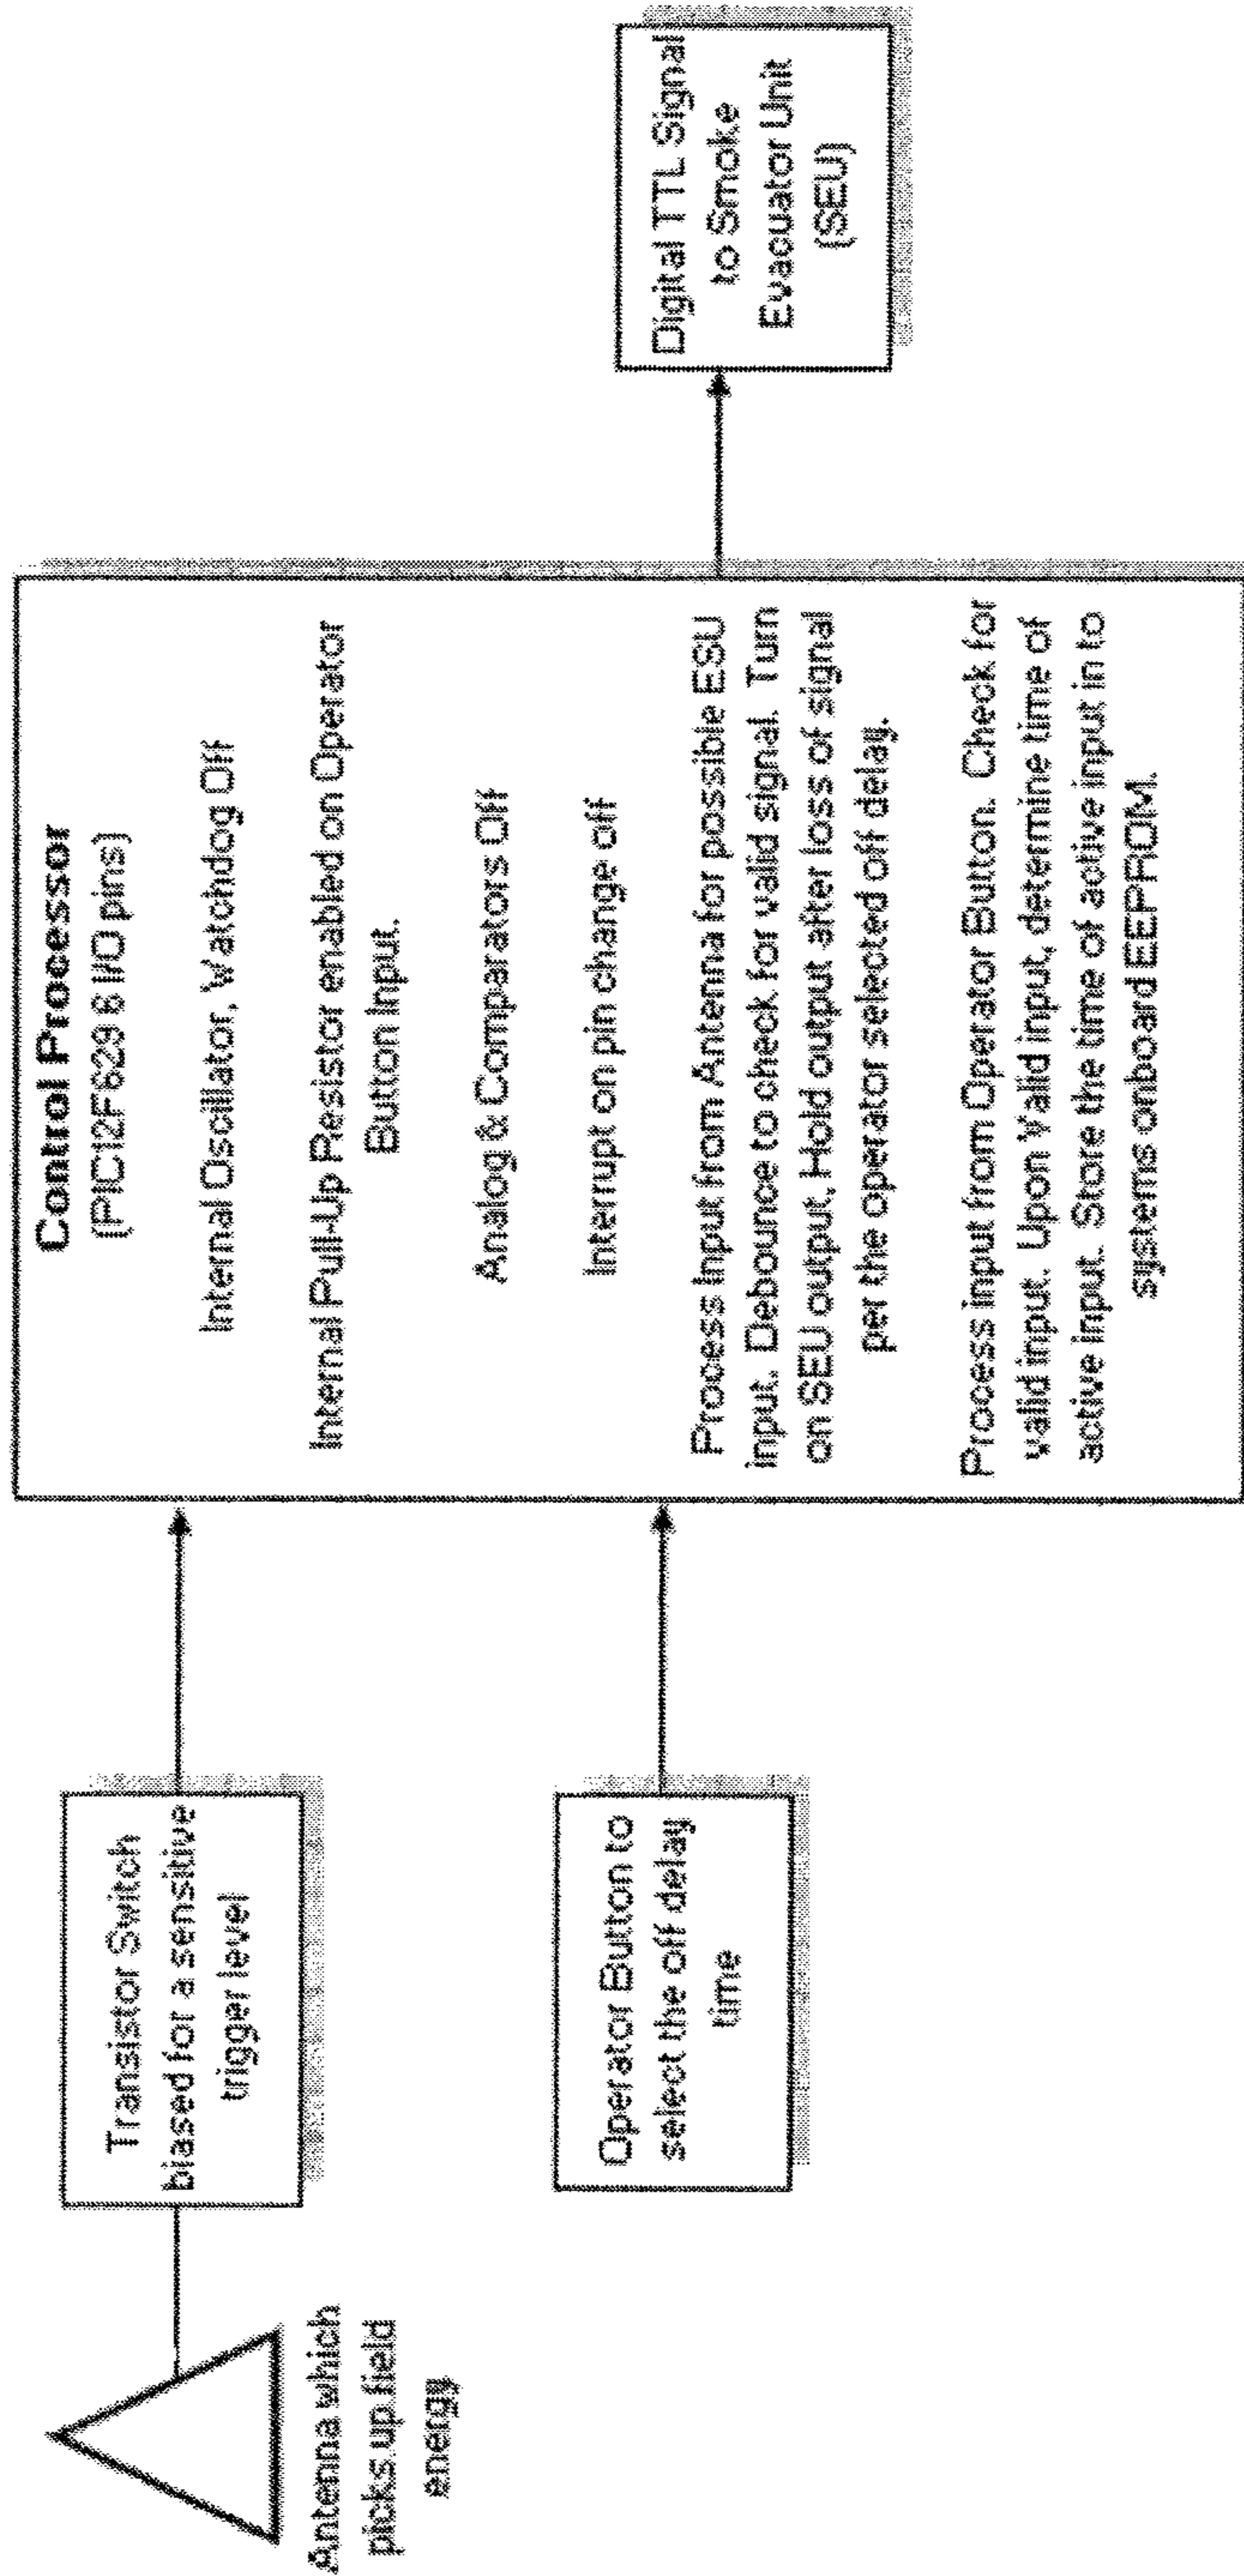 Antenna which
picks up field
energy
Transistor Switch
biased for a sensitive
trigger level
Operator Button to
select the off delay
time
Control Processor
(PIC12F629 6 I/O pins)
Internal Oscillator, Watchdog Off
Internal Pull-Up Resistor enabled on Operator
Button Input.
Analog & Comparators Off
Interrupt on pin change off
Process Input from Antenna for possible ESU
input. Debounce to check for valid signal. Turn
on SEU output, Hold output after loss of signal
per the operator selected off delay.
Process input from Operator Button. Check for
valid input. Upon Valid input, determine time of
active input. Store the time of active input in to
systems onboard EEPROM.
Digital TTL Signal
to Smoke
Evacuator Unit
(SEU)